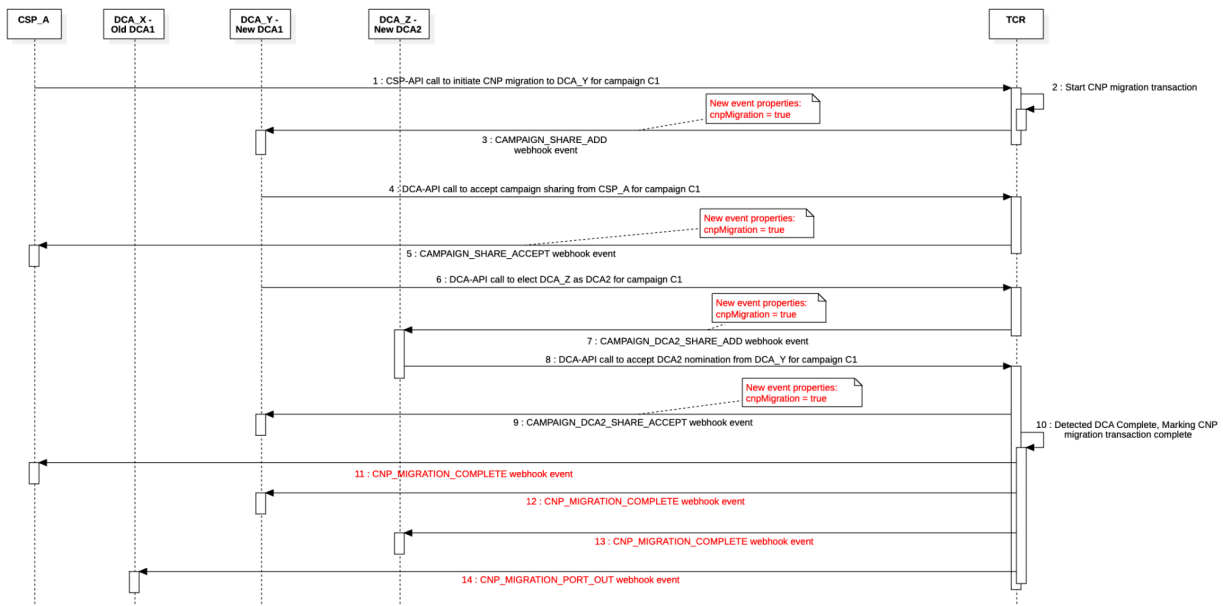 CSP_A
DCA_X -
Old DCA1
DCA_Y -
New DCA1
DCA_Z -
New DCA2
TCR
1 : CSP-API call to initiate CNP migration to DCA_Y for campaign C1
2 : Start CNP migration transaction
New event properties:
cnpMigration = true
3 : CAMPAIGN_SHARE_ADD
webhook event
4 : DCA-API call to accept campaign sharing from CSP_A for campaign C1
New event properties:
cnpMigration = true
5 : CAMPAIGN_SHARE_ACCEPT webhook event
6 : DCA-API call to elect DCA_Z as DCA2 for campaign C1
New event properties:
cnpMigration = true
7 : CAMPAIGN_DCA2_SHARE_ADD webhook event
8 : DCA-API call to accept DCA2 nomination from DCA_Y for campaign C1
New event properties:
cnpMigration = true
9 : CAMPAIGN_DCA2_SHARE_ACCEPT webhook event
10 : Detected DCA Complete, Marking CNP
migration transaction complete
11 : CNP_MIGRATION_COMPLETE webhook event
12 : CNP_MIGRATION_COMPLETE webhook event
13 : CNP_MIGRATION_COMPLETE webhook event
14 : CNP_MIGRATION_PORT_OUT webhook event